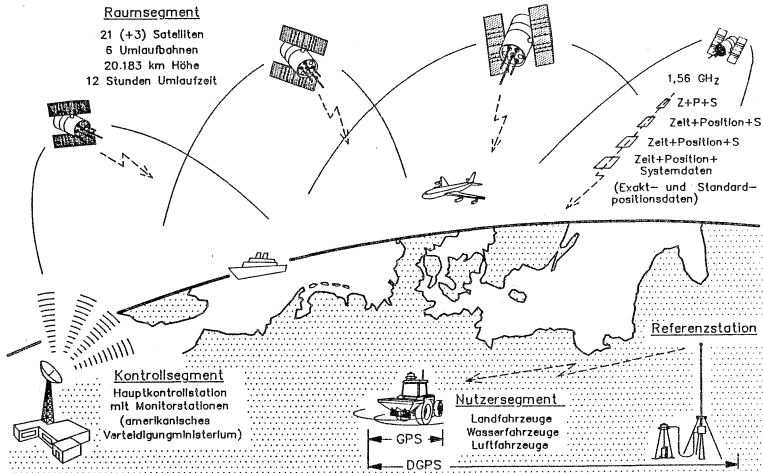 Raumsegment
21 (+3) Satelliten
6 Umlaufbahnen
20.183 km Höhe
12 Stunden Umlaufzeit
1,56 GHz
Z+P+S
Zeit+Position+S
Zeit+Position+S
Zeit+Position+
Systemdaten
(Exakt- und Standard-
positionsdaten)
Referenzstation
Kontrollsegment
Hauptkontrollstation
mit Monitorstationen
(amerikanisches
Verteidigungministerium)
Nutzersegment
Landfahrzeuge
Wasserfahrzeuge
Luftfahrzeuge
GPS
DGPS